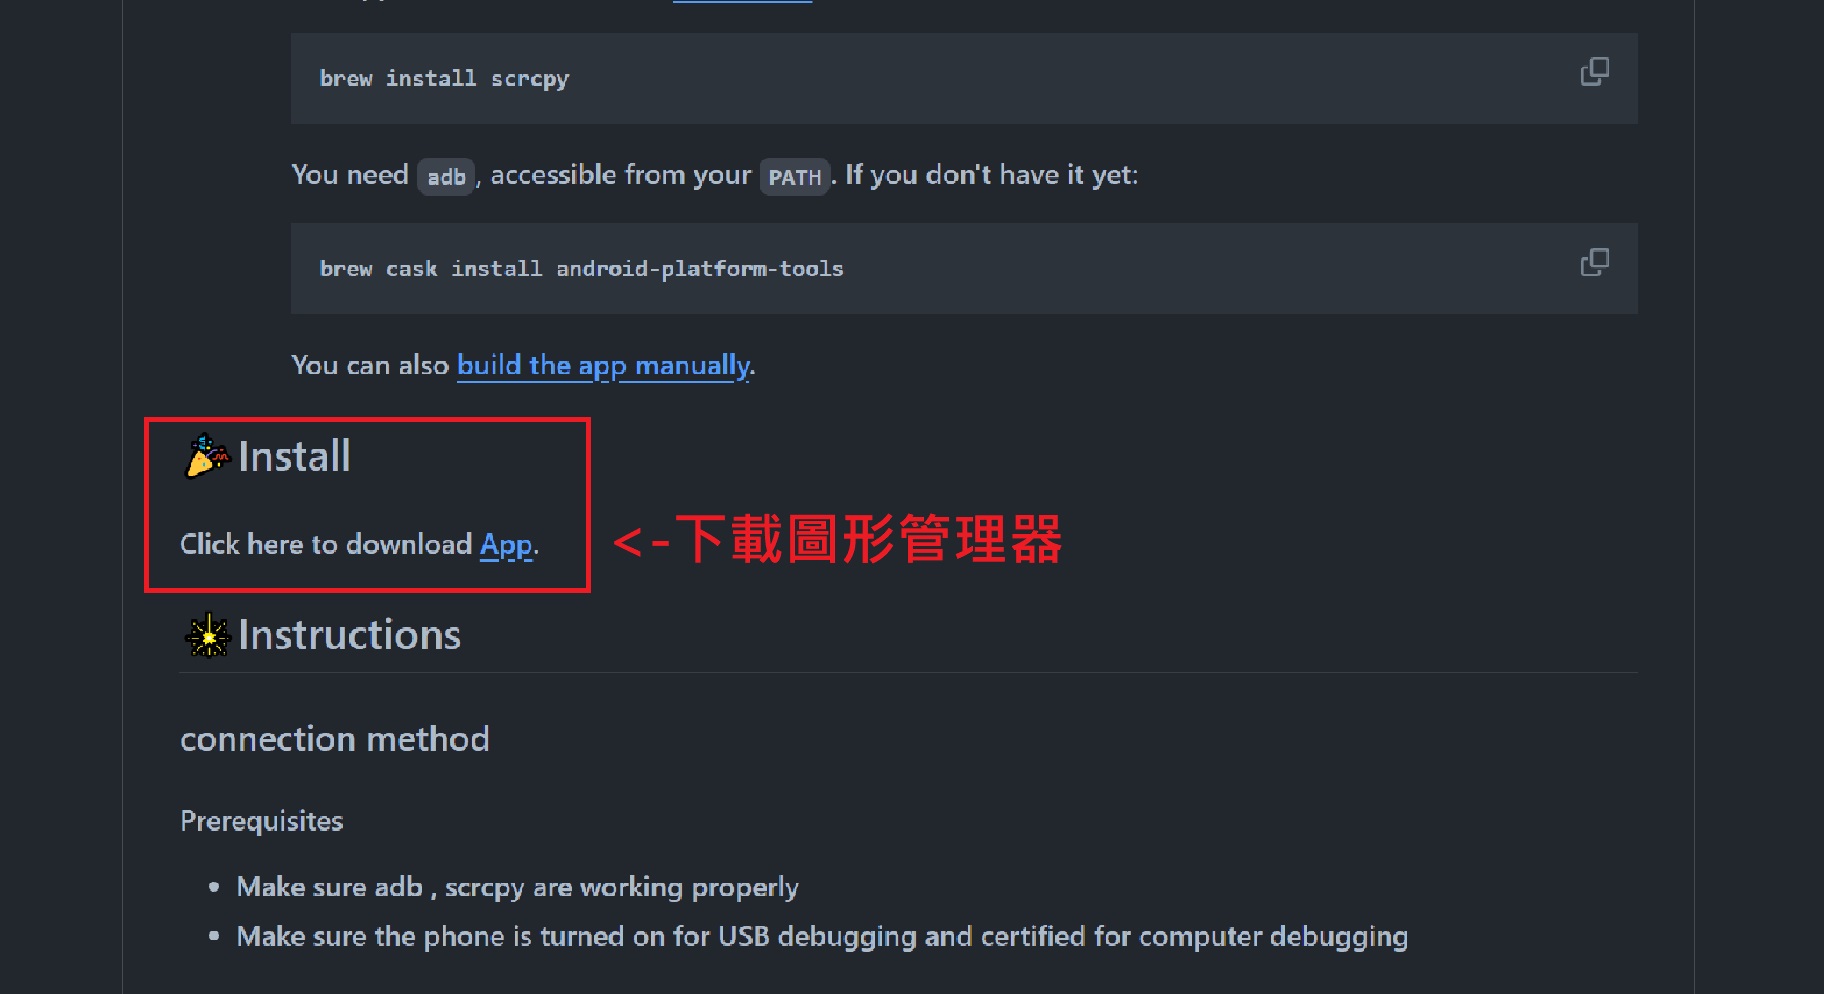 brew install scrcpy
You need adb, accessible from your PATH. If you don't have it yet:
brew cask install android-platform-tools
You can also build the app manually.
Install
Click here to download App.
<-下載圖形管理器
Instructions
connection method
Prerequisites
Make sure adb , scrcpy are working properly
Make sure the phone is turned on for USB debugging and certified for computer debugging